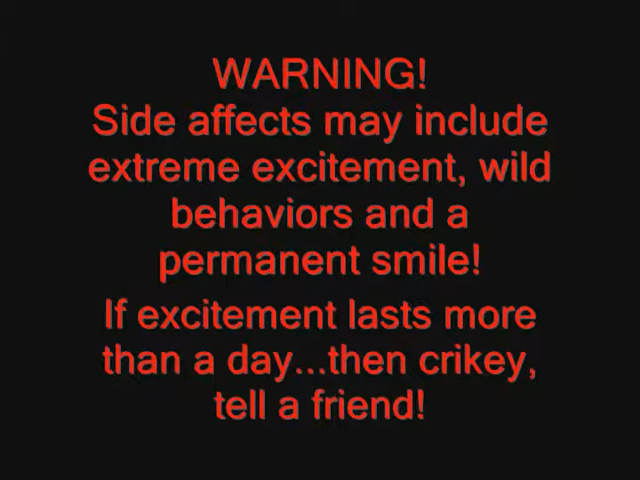 WARNING!
Side affects may include
extreme excitement, wild
behaviors and a
permanent smile!
If excitement lasts more
than a day...then crikey,
tell a friend!